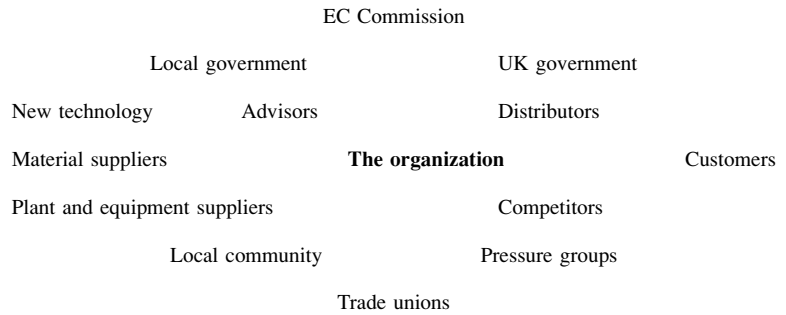 EC Commission
Local government UK government
New technology Advisors Distributors
Material suppliers The organization Customers
Plant and equipment suppliers Competitors
Local community Pressure groups
Trade unions